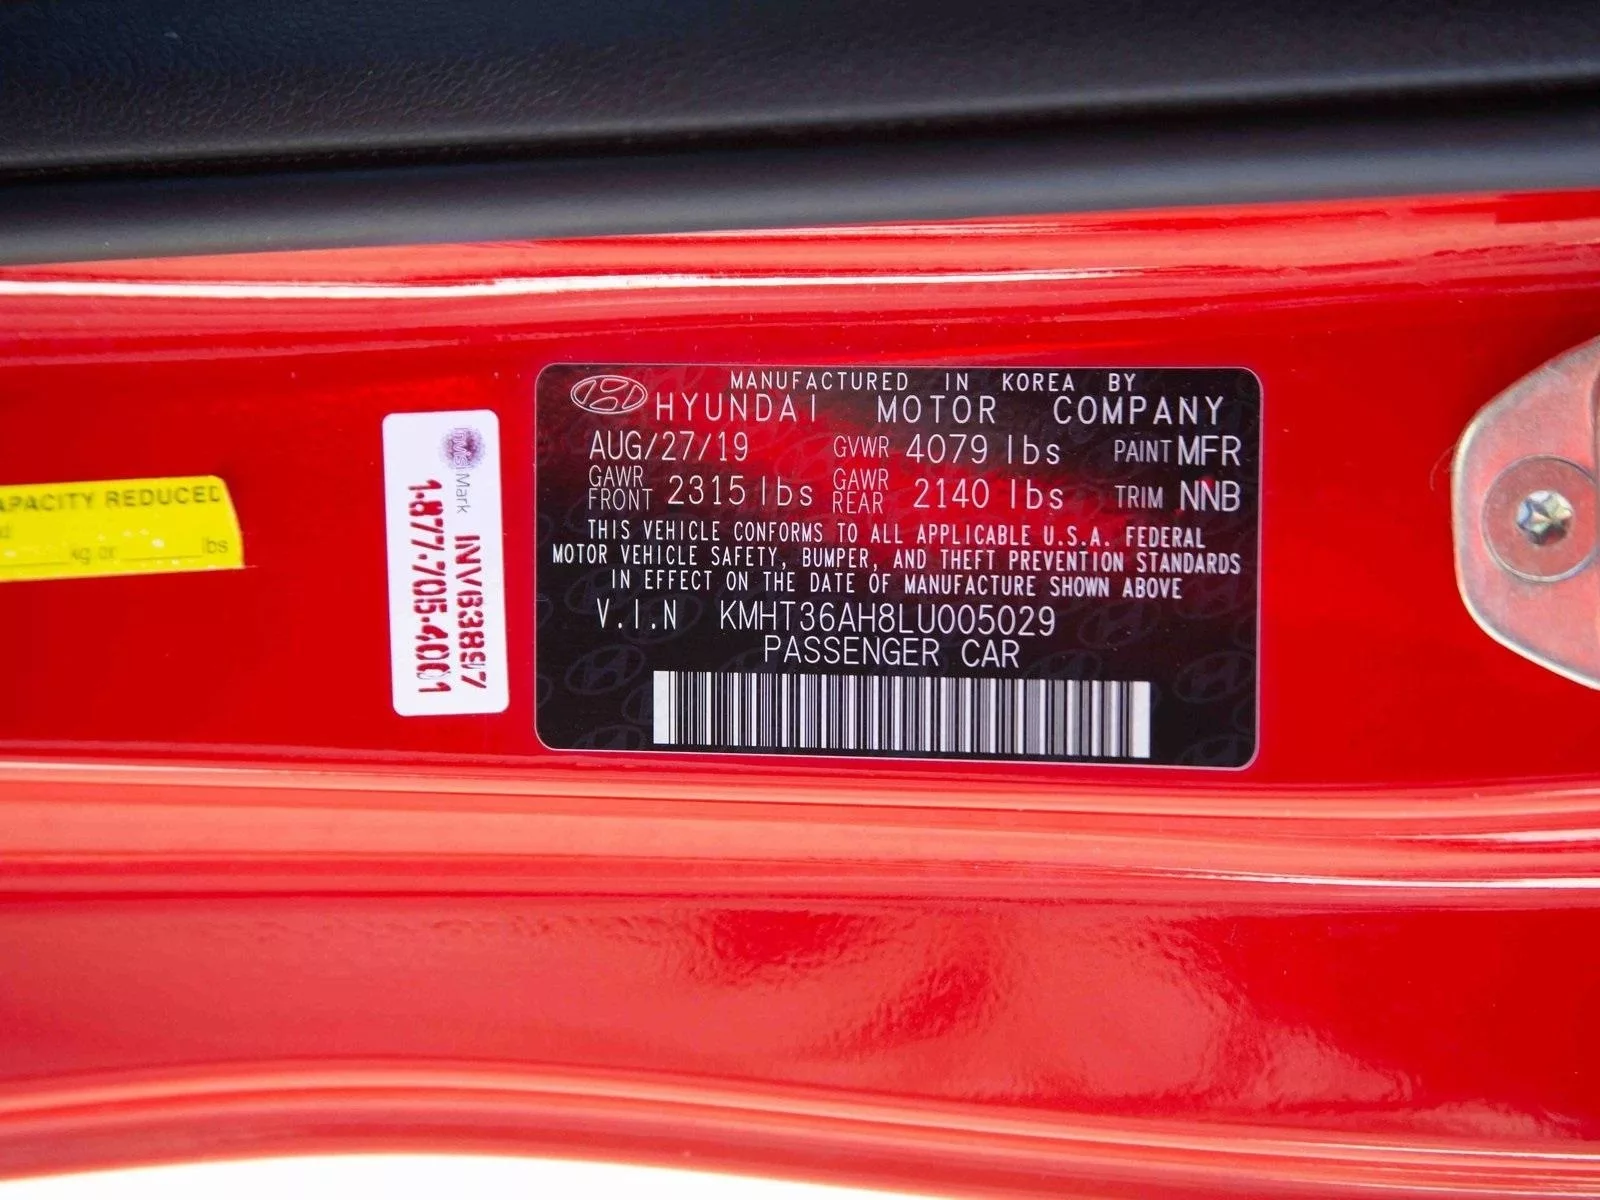 APACITY REDUCED
kg or lbs
InVisiMark
INV83897
1-877-705-4001
MANUFACTURED IN KOREA BY
HYUNDAI MOTOR COMPANY
AUG/27/19 GVWR 4079 lbs PAINT MFR
GAWR FRONT 2315 lbs GAWR REAR 2140 lbs TRIM NNB
THIS VEHICLE CONFORMS TO ALL APPLICABLE U.S.A. FEDERAL
MOTOR VEHICLE SAFETY, BUMPER, AND THEFT PREVENTION STANDARDS
IN EFFECT ON THE DATE OF MANUFACTURE SHOWN ABOVE
V.I.N KMHT36AH8LU005029
PASSENGER CAR